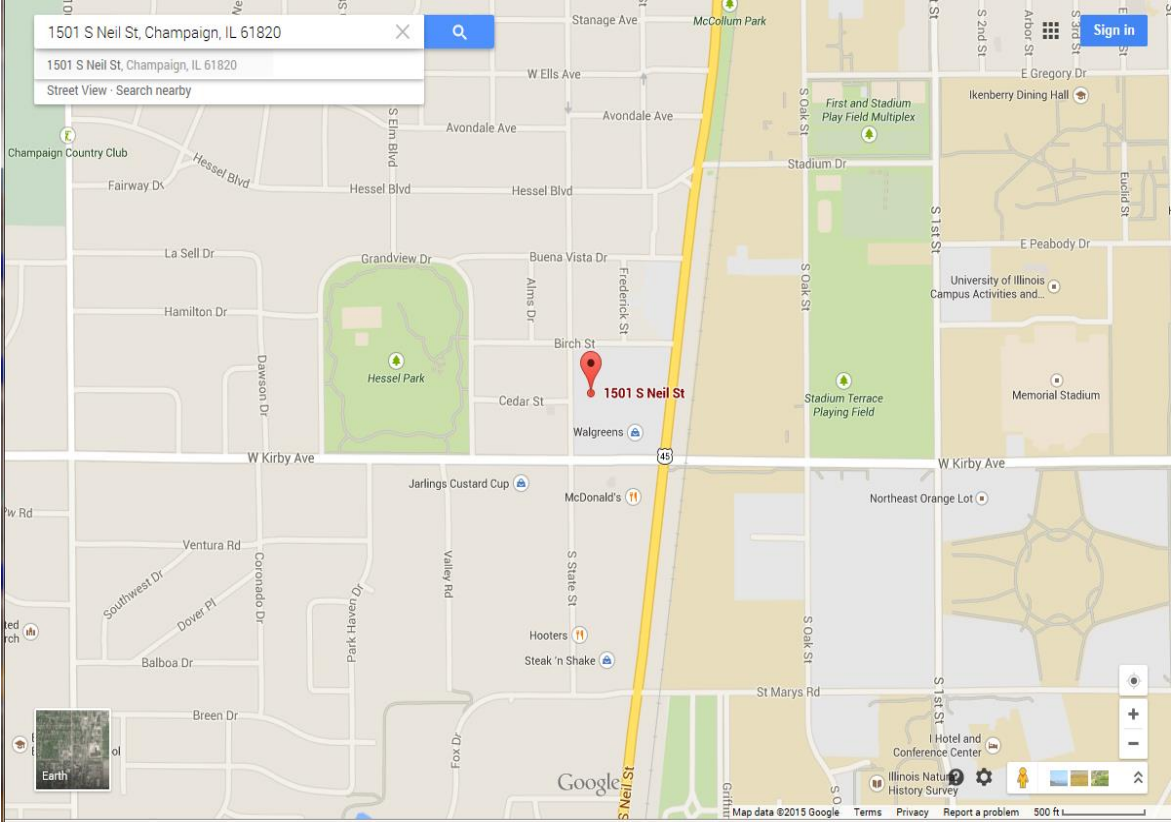 1501 S Neil St, Champaign, IL 61820
1501 S Neil St, Champaign, IL 61820
Street View · Search nearby
Sign in
Stanage Ave
McCollum Park
S 2nd St
Arbor St
S 3rd St
W Ells Ave
E Gregory Dr
Ikenberry Dining Hall
S Oak St
First and Stadium
Play Field Multiplex
Avondale Ave
Avondale Ave
S Elm Blvd
Champaign Country Club
Hessel Blvd
Stadium Dr
Fairway Dr
Hessel Blvd
Hessel Blvd
Euclid St
S 1st St
La Sell Dr
Grandview Dr
Buena Vista Dr
E Peabody Dr
Alms Dr
Frederick St
S Oak St
University of Illinois
Campus Activities and...
Hamilton Dr
Birch St
Dawson Dr
Hessel Park
1501 S Neil St
Cedar St
Stadium Terrace
Playing Field
Memorial Stadium
Walgreens
W Kirby Ave
45
W Kirby Ave
Jarlings Custard Cup
McDonald's
Northeast Orange Lot
Ventura Rd
Southwest Dr
Dover Pl
Coronado Dr
Valley Rd
S State St
Park Haven Dr
Hooters
Steak 'n Shake
S Oak St
Balboa Dr
St Marys Rd
S 1st St
Breen Dr
Fox Dr
I Hotel and
Conference Center
Earth
Google
S Neil St
Illinois Natu
History Survey
Map data ©2015 Google
Terms
Privacy
Report a problem
500 ft